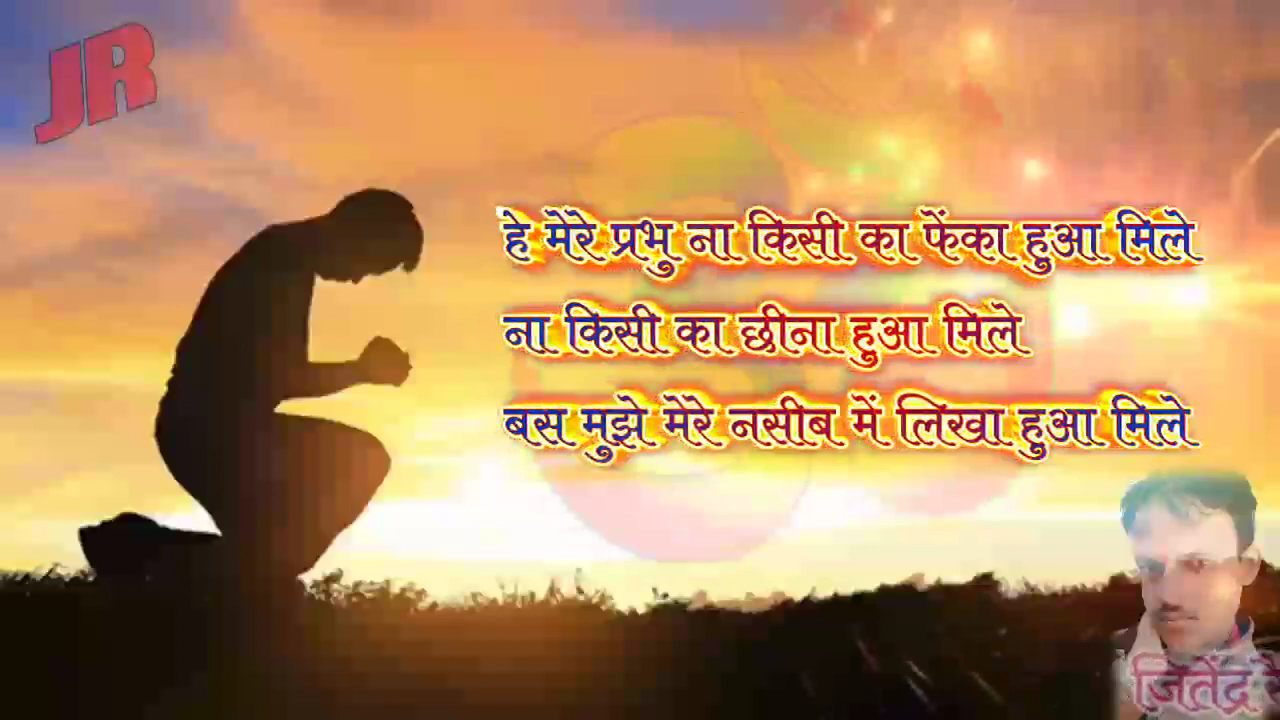 JR
हे मेरे प्रभु ना किसी का फेंका हुआ मिले
ना किसी का छीना हुआ मिले
बस मुझे मेरे नसीब में लिखा हुआ मिले
जितेंद्र